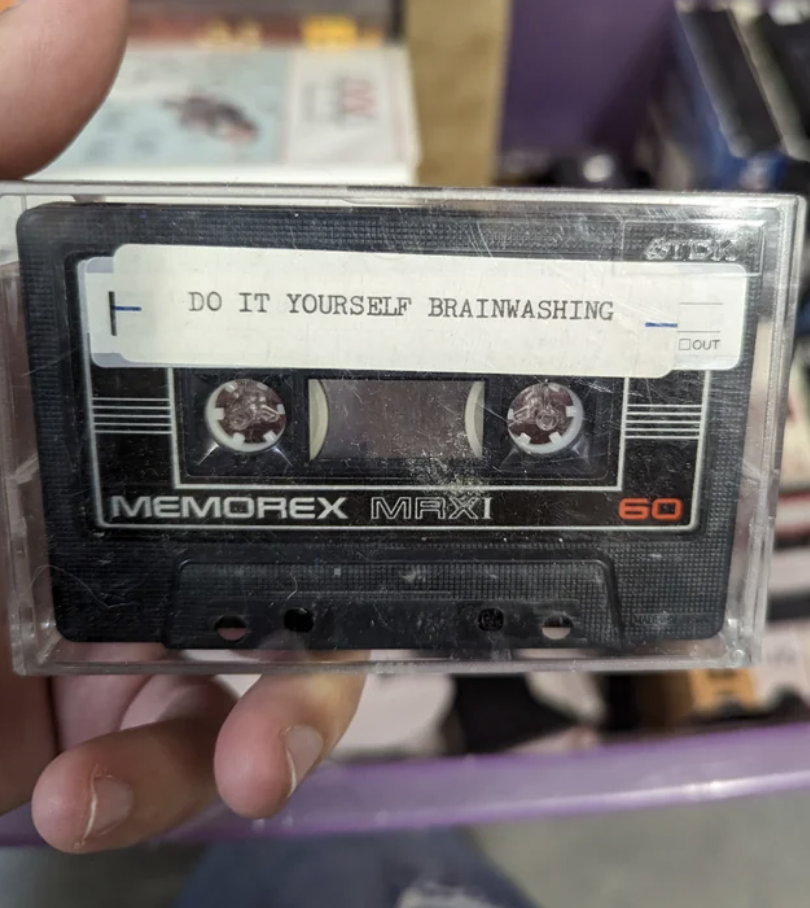 TDK
DO IT YOURSELF BRAINWASHING
OUT
MEMOREX MRXI
60